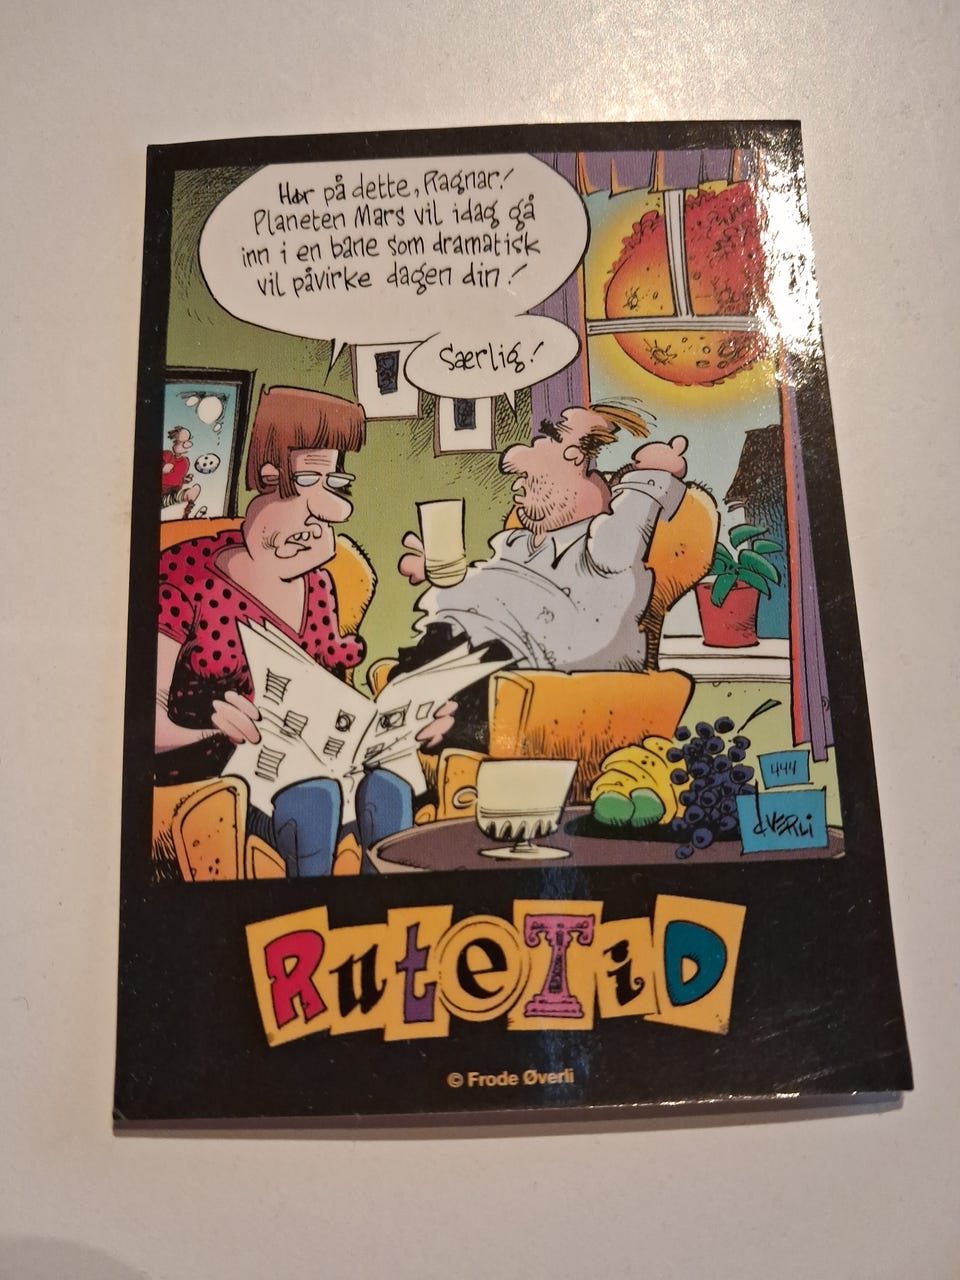 Hør på dette, Ragnar!
Planeten Mars vil idag gå
inn i en bane som dramatisk
vil påvirke dagen din!
Særlig!
444
ØVERLi
RuteTiD
© Frode Øverli